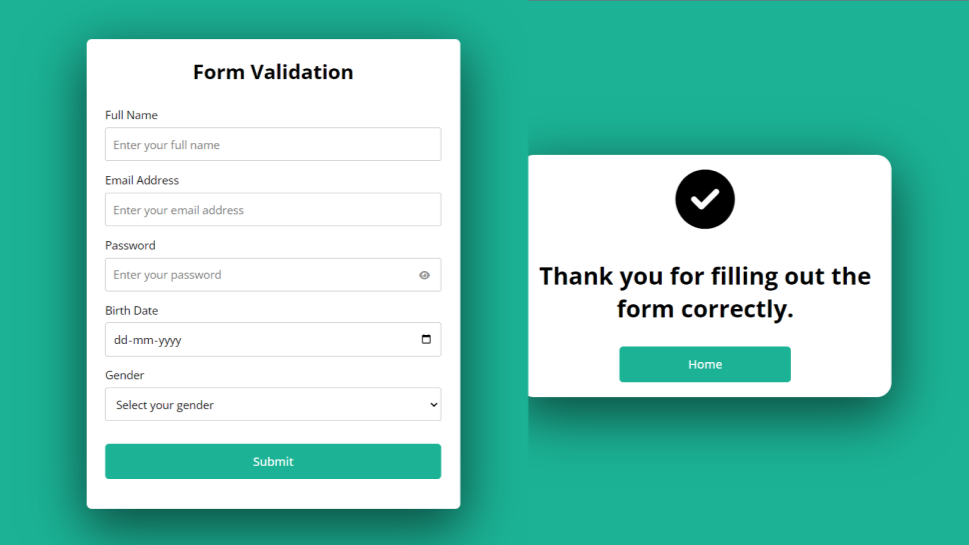 Form Validation
Full Name
Enter your full name
Email Address
Enter your email address
Password
Enter your password
Birth Date
dd-mm-yyyy
Gender
Select your gender
Submit
Thank you for filling out the
form correctly.
Home